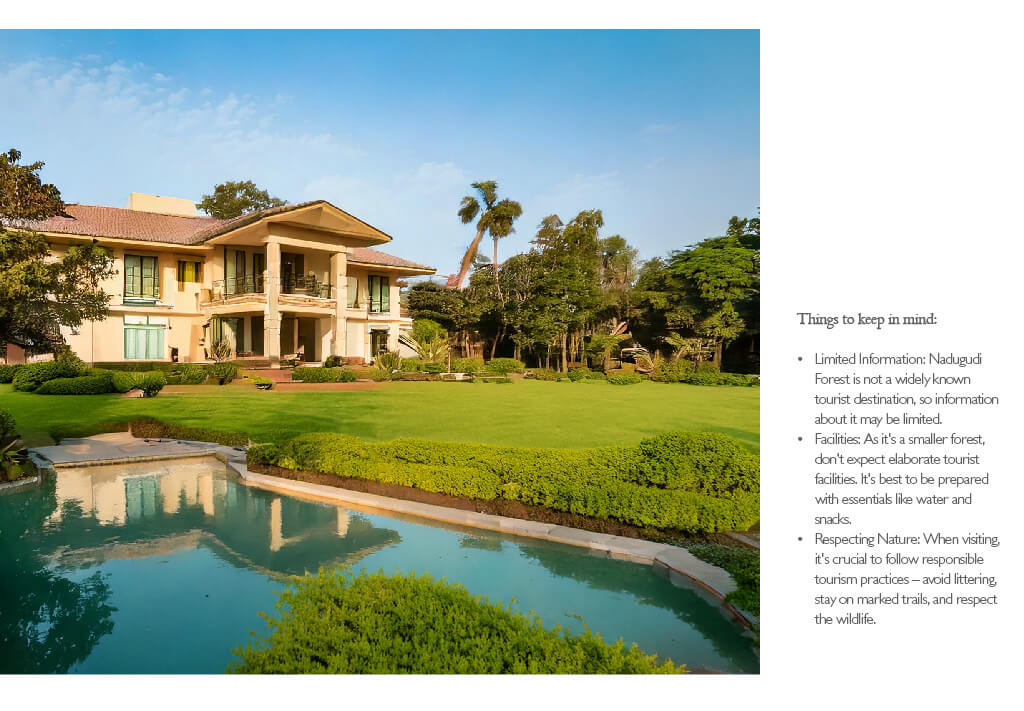 Things to keep in mind:
• Limited Information: Nadugudi
Forest is not a widely known
tourist destination, so information
about it may be limited.
• Facilities: As it's a smaller forest,
don't expect elaborate tourist
facilities. It's best to be prepared
with essentials like water and
snacks.
• Respecting Nature: When visiting,
it's crucial to follow responsible
tourism practices – avoid littering,
stay on marked trails, and respect
the wildlife.